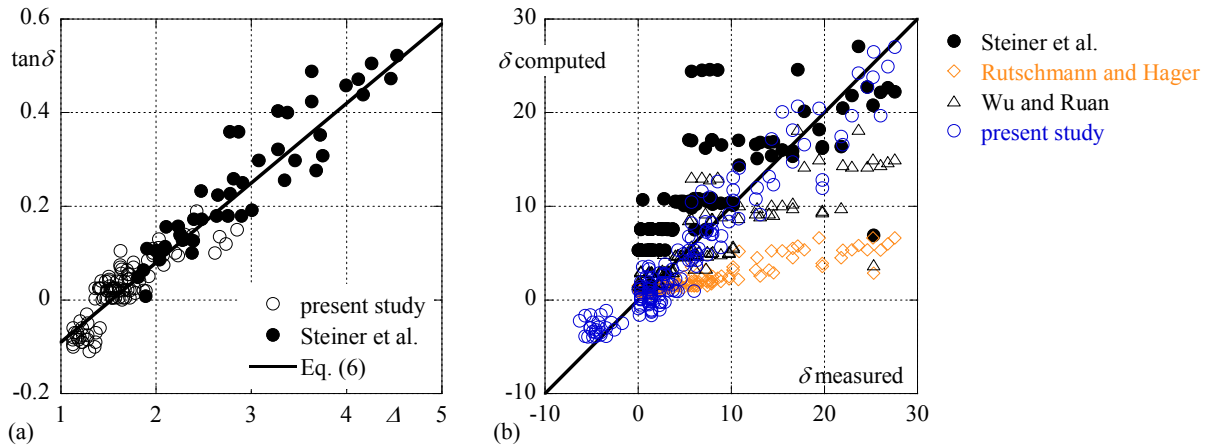 0.6
tanδ
0.4
0.2
0
-0.2
1
2
3
4
Δ
5
present study
Steiner et al.
Eq. (6)
(a)
30
δ computed
20
10
0
-10
-10
0
10
20
30
δ measured
(b)
Steiner et al.
Rutschmann and Hager
Wu and Ruan
present study